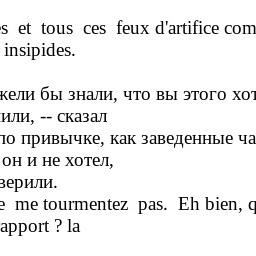 s et tous ces feux d'artifice com
insipides.
жели бы знали, что вы этого хот
или, -- сказал
по привычке, как заведенные ча
он и не хотел,
верили.
e me tourmentez pas. Eh bien, q
apport ? la